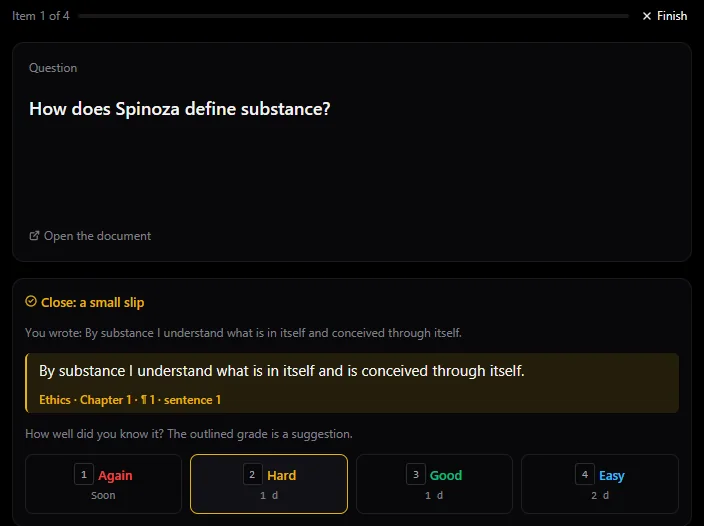 Item 1 of 4
✕ Finish
Question
How does Spinoza define substance?
Open the document
Close: a small slip
You wrote: By substance I understand what is in itself and conceived through itself.
By substance I understand what is in itself and is conceived through itself.
Ethics · Chapter 1 · ¶ 1 · sentence 1
How well did you know it? The outlined grade is a suggestion.
1 Again
Soon
2 Hard
1 d
3 Good
1 d
4 Easy
2 d